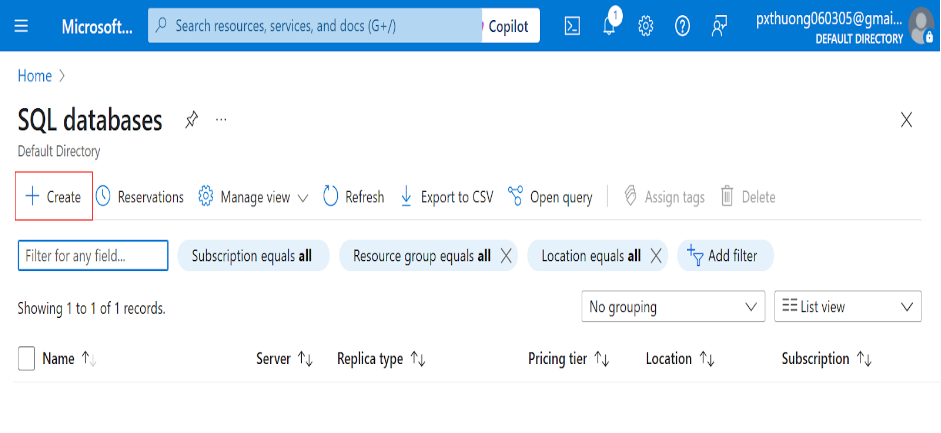 Microsoft... Search resources, services, and docs (G+/) Copilot 1 pxthuong060305@gmai...
DEFAULT DIRECTORY
Home
SQL databases ...
Default Directory
Create Reservations Manage view Refresh Export to CSV Open query Assign tags Delete
Filter for any field... Subscription equals all Resource group equals all Location equals all Add filter
Showing 1 to 1 of 1 records. No grouping List view
Name Server Replica type Pricing tier Location Subscription